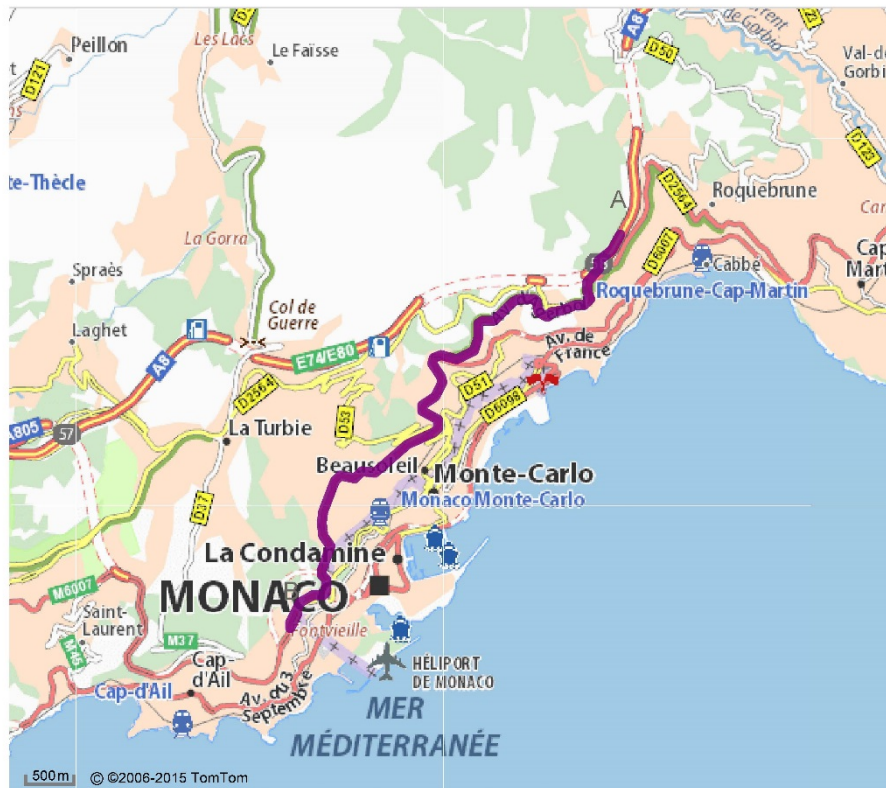 Peillon
Les Lacs
Le Faïsse
A8
D50
de Gorbio
Val-de
Gorbi
D121
D123
te-Thècle
A
D2564
Roquebrune
La Gorra
D6007
Cabbé
Cap
Mart
Spraès
58
Roquebrune-Cap-Martin
Col de
Guerre
Laghet
A8
E74/E80
Av. de
France
D2564
D51
D6098
A805
57
D53
La Turbie
Beausoleil
Monte-Carlo
Monaco Monte-Carlo
D37
La Condamine
M6007
B
MONACO
Saint-
Laurent
Fontvieille
M37
M45
Cap-
d'Ail
HÉLIPORT
DE MONACO
Cap-d'Ail
Av. du 3
Septembre
MER
MÉDITERRANÉE
500m
© ©2006-2015 TomTom